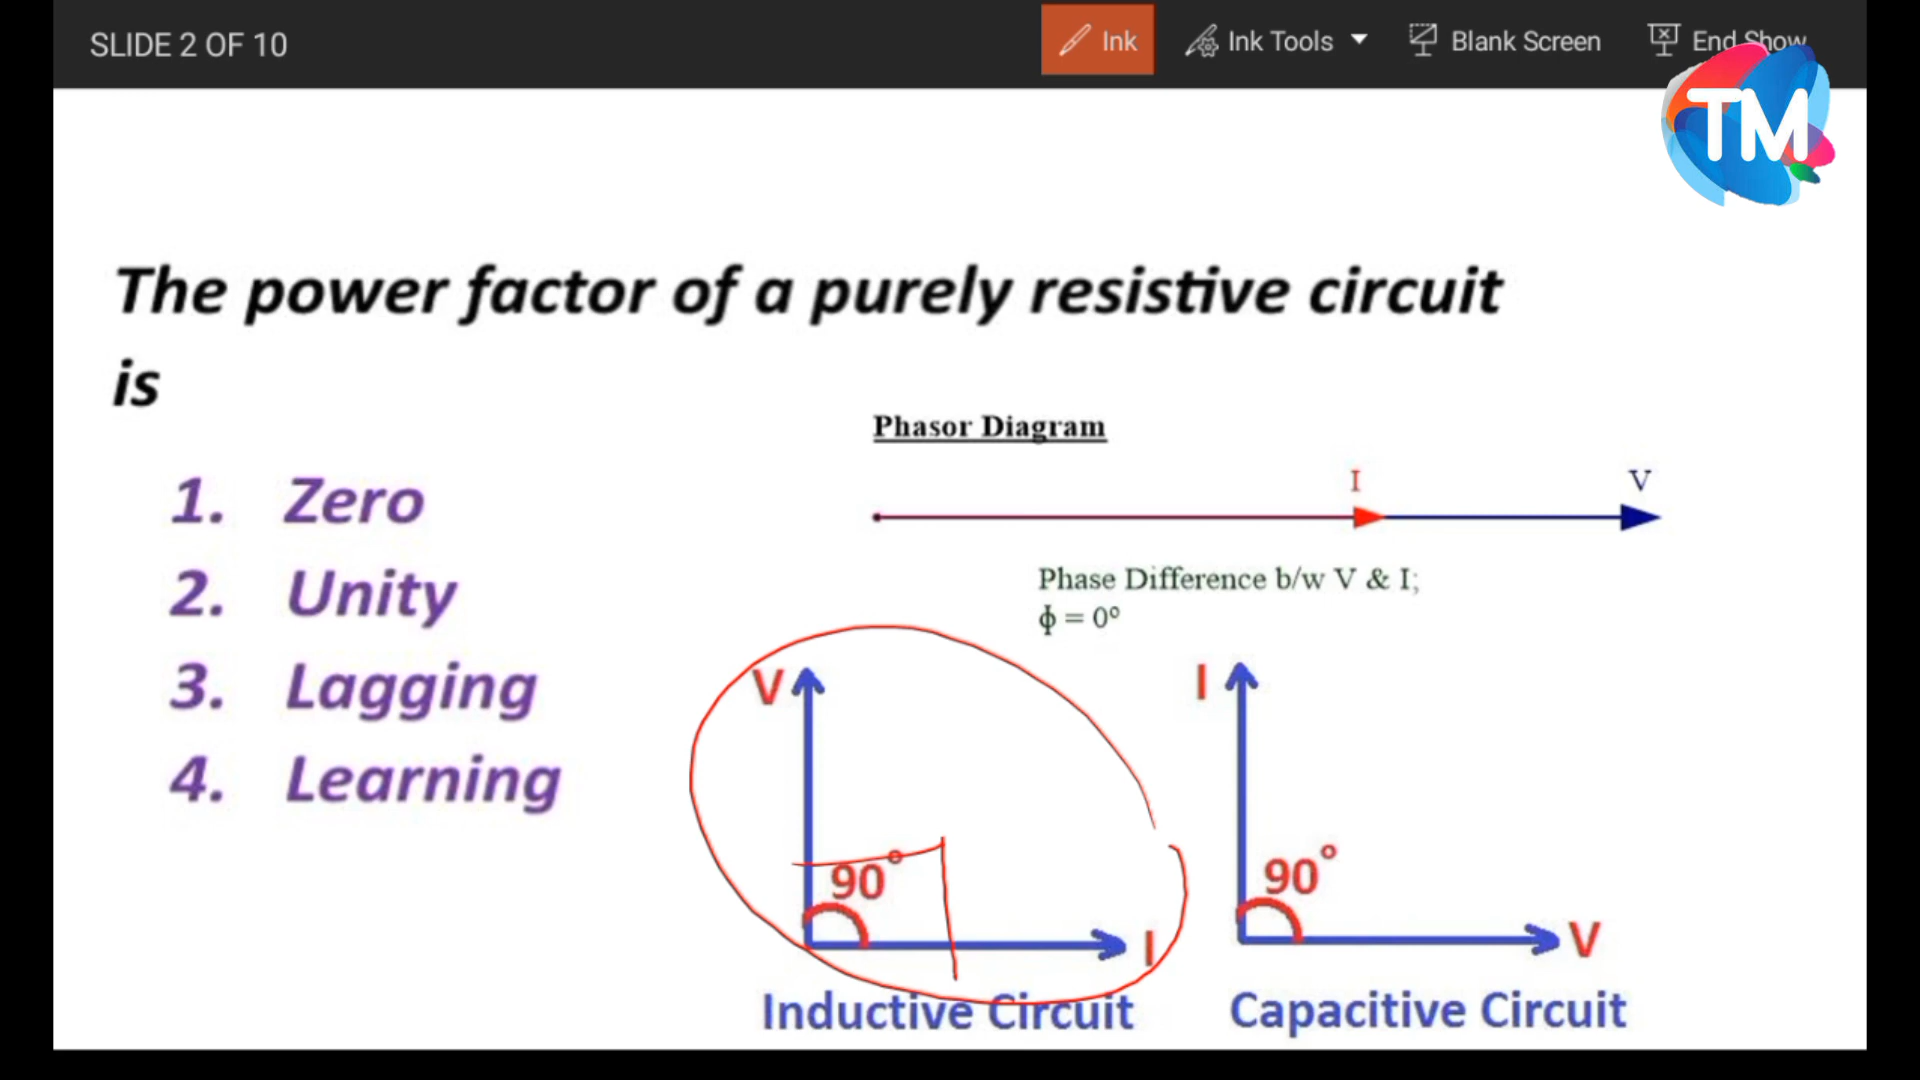 SLIDE 2 OF 10
Ink
Ink Tools
Blank Screen
End Show
TM
The power factor of a purely resistive circuit
is
1. Zero
2. Unity
3. Lagging
4. Learning
Phasor Diagram
I
V
Phase Difference b/w V & I;
ϕ = 0º
V
90°
I
Inductive Circuit
I
90°
V
Capacitive Circuit